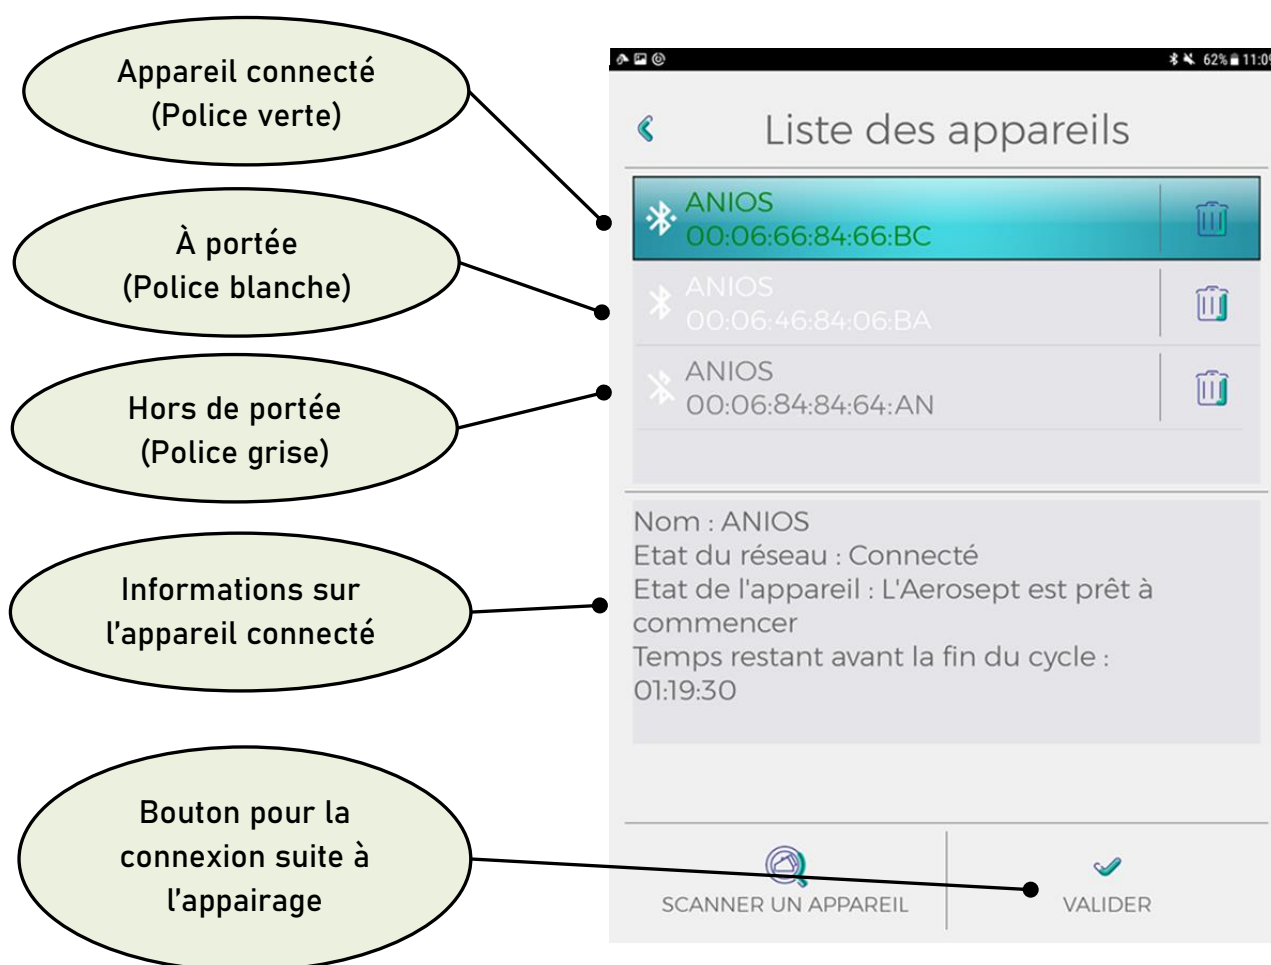 Appareil connecté
(Police verte)
À portée
(Police blanche)
Hors de portée
(Police grise)
Informations sur
l'appareil connecté
Bouton pour la
connexion suite à
l'appairage
62% 11:09
Liste des appareils
ANIOS
00:06:66:84:66:BC
ANIOS
00:06:46:84:06:BA
ANIOS
00:06:84:84:64:AN
Nom : ANIOS
Etat du réseau : Connecté
Etat de l'appareil : L'Aerosept est prêt à
commencer
Temps restant avant la fin du cycle :
01:19:30
SCANNER UN APPAREIL
VALIDER